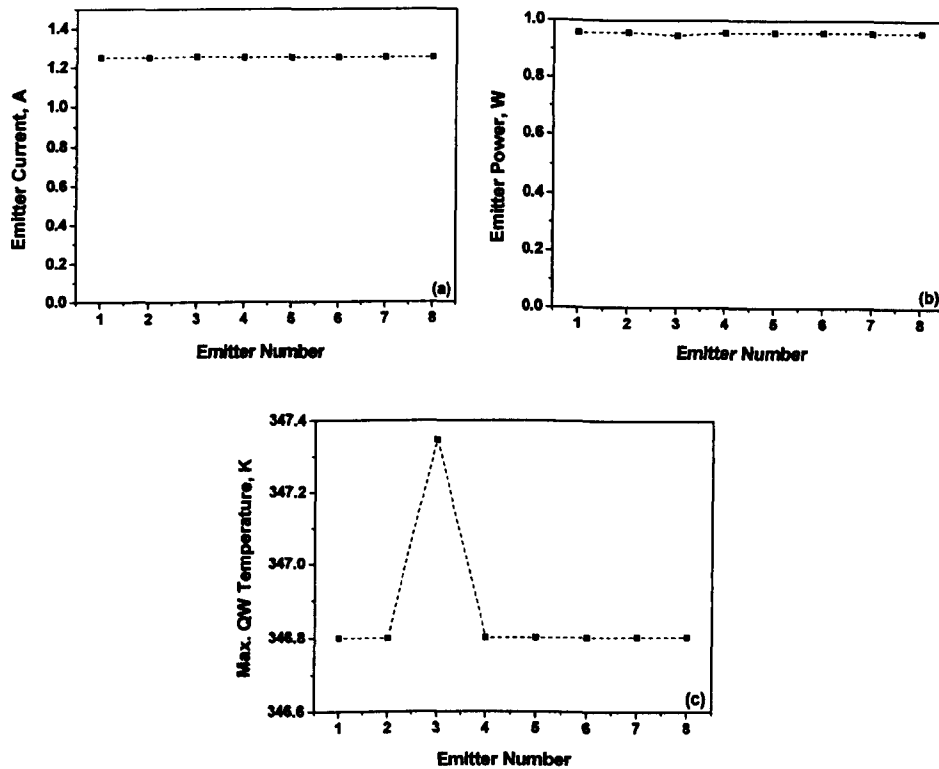 1.4
1.2
1.0
0.8
0.6
0.4
0.2
0.0
Emitter Current, A
1 2 3 4 5 6 7 8
(a)
Emitter Number
1.0
0.8
0.6
0.4
0.2
0.0
Emitter Power, W
1 2 3 4 5 6 7 8
(b)
Emitter Number
347.4
347.2
347.0
346.8
346.6
Max. QW Temperature, K
1 2 3 4 5 6 7 8
(c)
Emitter Number